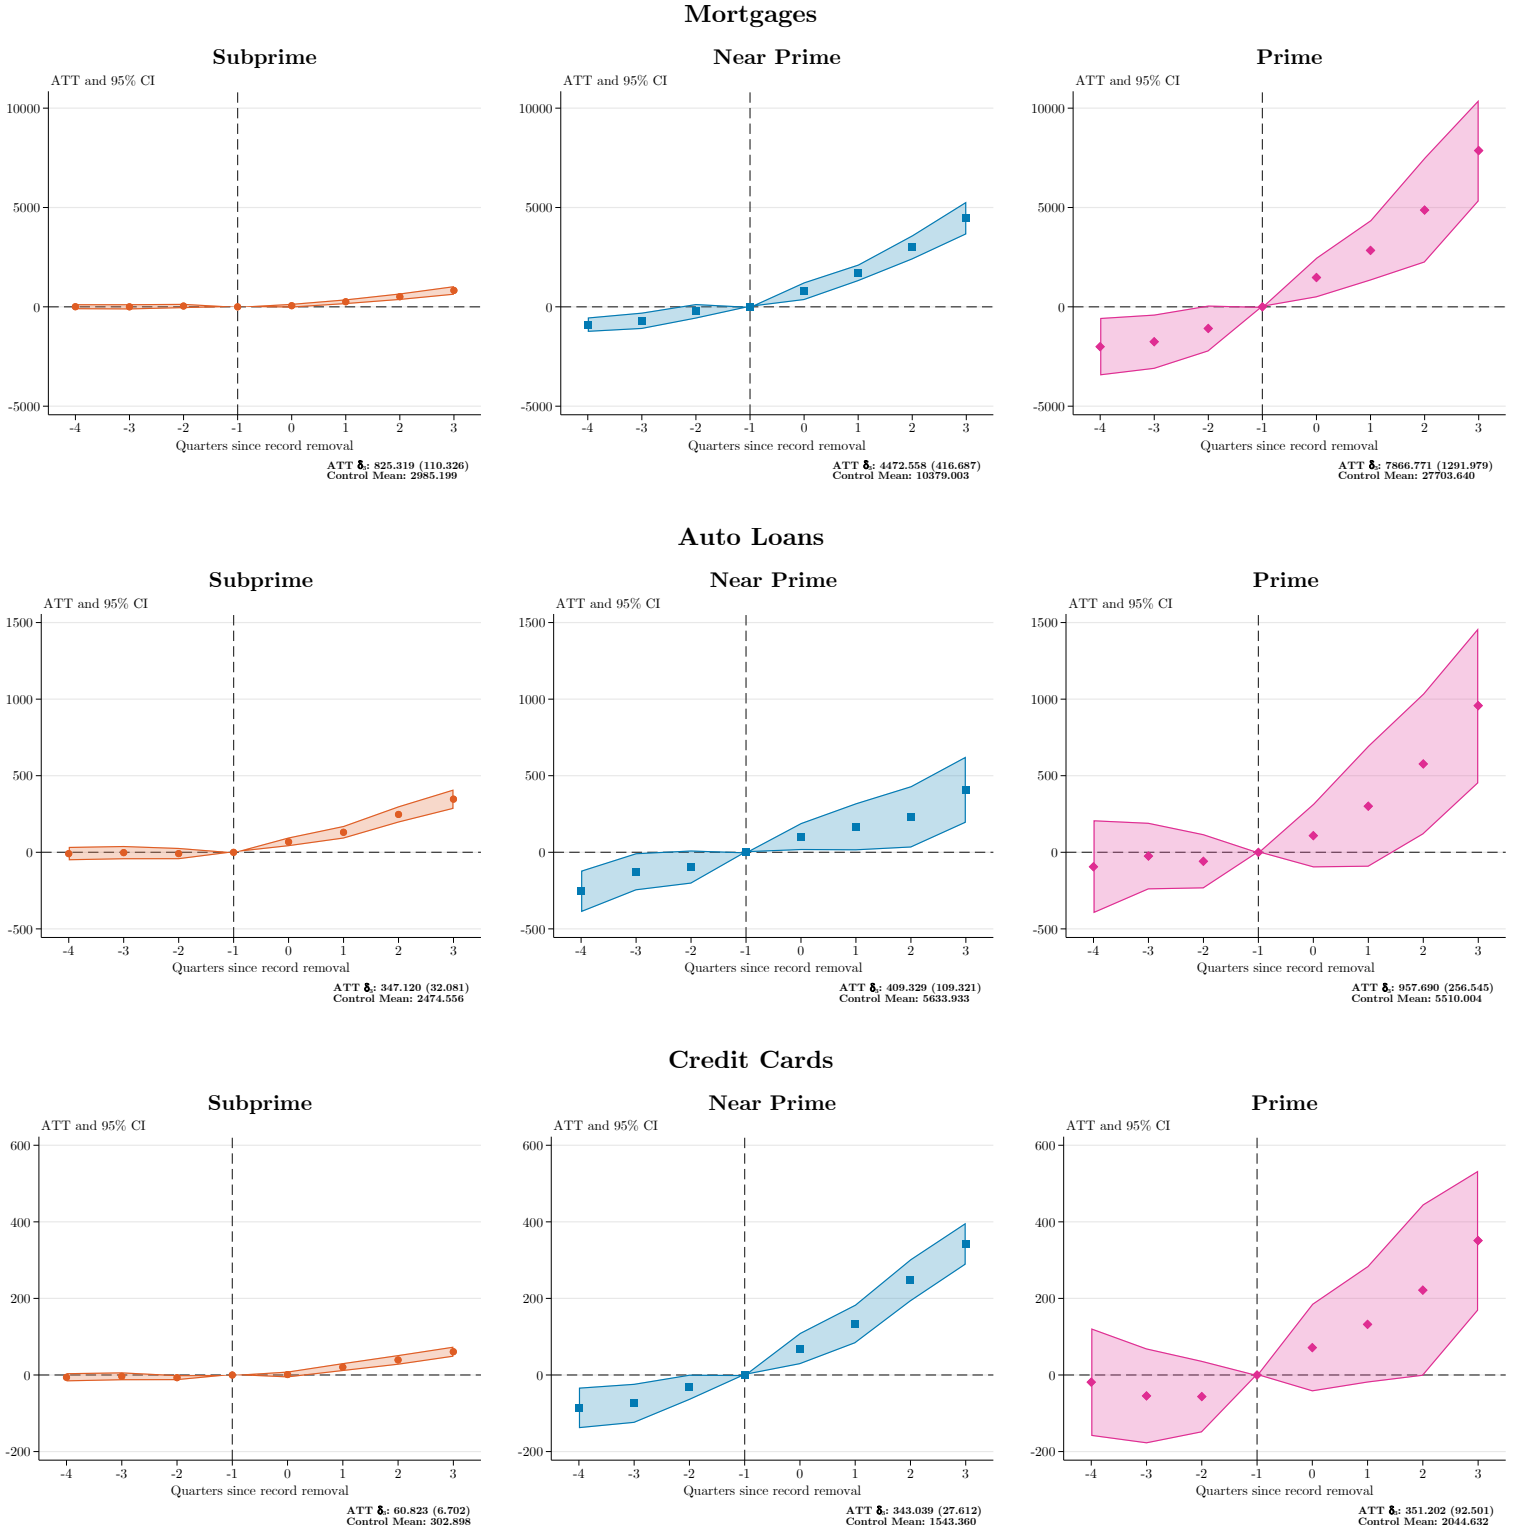 Mortgages
Subprime
ATT and 95% CI
10000
5000
0
-5000
-4 -3 -2 -1 0 1 2 3
Quarters since record removal
ATT δ₃: 825.319 (110.326)
Control Mean: 2985.199
Near Prime
ATT and 95% CI
10000
5000
0
-5000
-4 -3 -2 -1 0 1 2 3
Quarters since record removal
ATT δ₃: 4472.558 (416.687)
Control Mean: 10379.003
Prime
ATT and 95% CI
10000
5000
0
-5000
-4 -3 -2 -1 0 1 2 3
Quarters since record removal
ATT δ₃: 7866.771 (1291.979)
Control Mean: 27703.640
Auto Loans
Subprime
ATT and 95% CI
1500
1000
500
0
-500
-4 -3 -2 -1 0 1 2 3
Quarters since record removal
ATT δ₃: 347.120 (32.081)
Control Mean: 2474.556
Near Prime
ATT and 95% CI
1500
1000
500
0
-500
-4 -3 -2 -1 0 1 2 3
Quarters since record removal
ATT δ₃: 409.329 (109.321)
Control Mean: 5633.933
Prime
ATT and 95% CI
1500
1000
500
0
-500
-4 -3 -2 -1 0 1 2 3
Quarters since record removal
ATT δ₃: 957.690 (256.545)
Control Mean: 5510.004
Credit Cards
Subprime
ATT and 95% CI
600
400
200
0
-200
-4 -3 -2 -1 0 1 2 3
Quarters since record removal
ATT δ₃: 60.823 (6.702)
Control Mean: 302.898
Near Prime
ATT and 95% CI
600
400
200
0
-200
-4 -3 -2 -1 0 1 2 3
Quarters since record removal
ATT δ₃: 343.039 (27.612)
Control Mean: 1543.360
Prime
ATT and 95% CI
600
400
200
0
-200
-4 -3 -2 -1 0 1 2 3
Quarters since record removal
ATT δ₃: 351.202 (92.501)
Control Mean: 2044.632